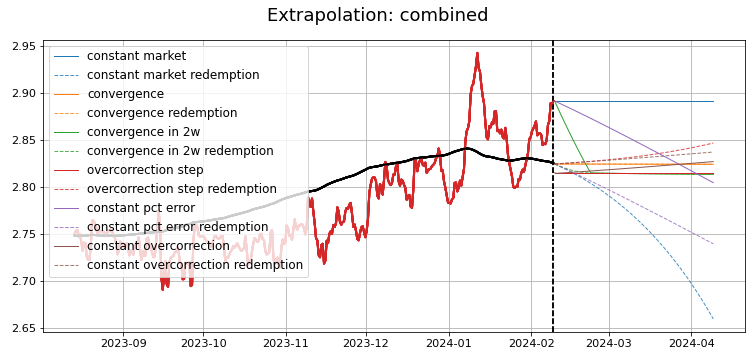 Extrapolation: combined
2.95
2.90
2.85
2.80
2.75
2.70
2.65
constant market
constant market redemption
convergence
convergence redemption
convergence in 2w
convergence in 2w redemption
overcorrection step
overcorrection step redemption
constant pct error
constant pct error redemption
constant overcorrection
constant overcorrection redemption
2023-09 2023-10 2023-11 2023-12 2024-01 2024-02 2024-03 2024-04